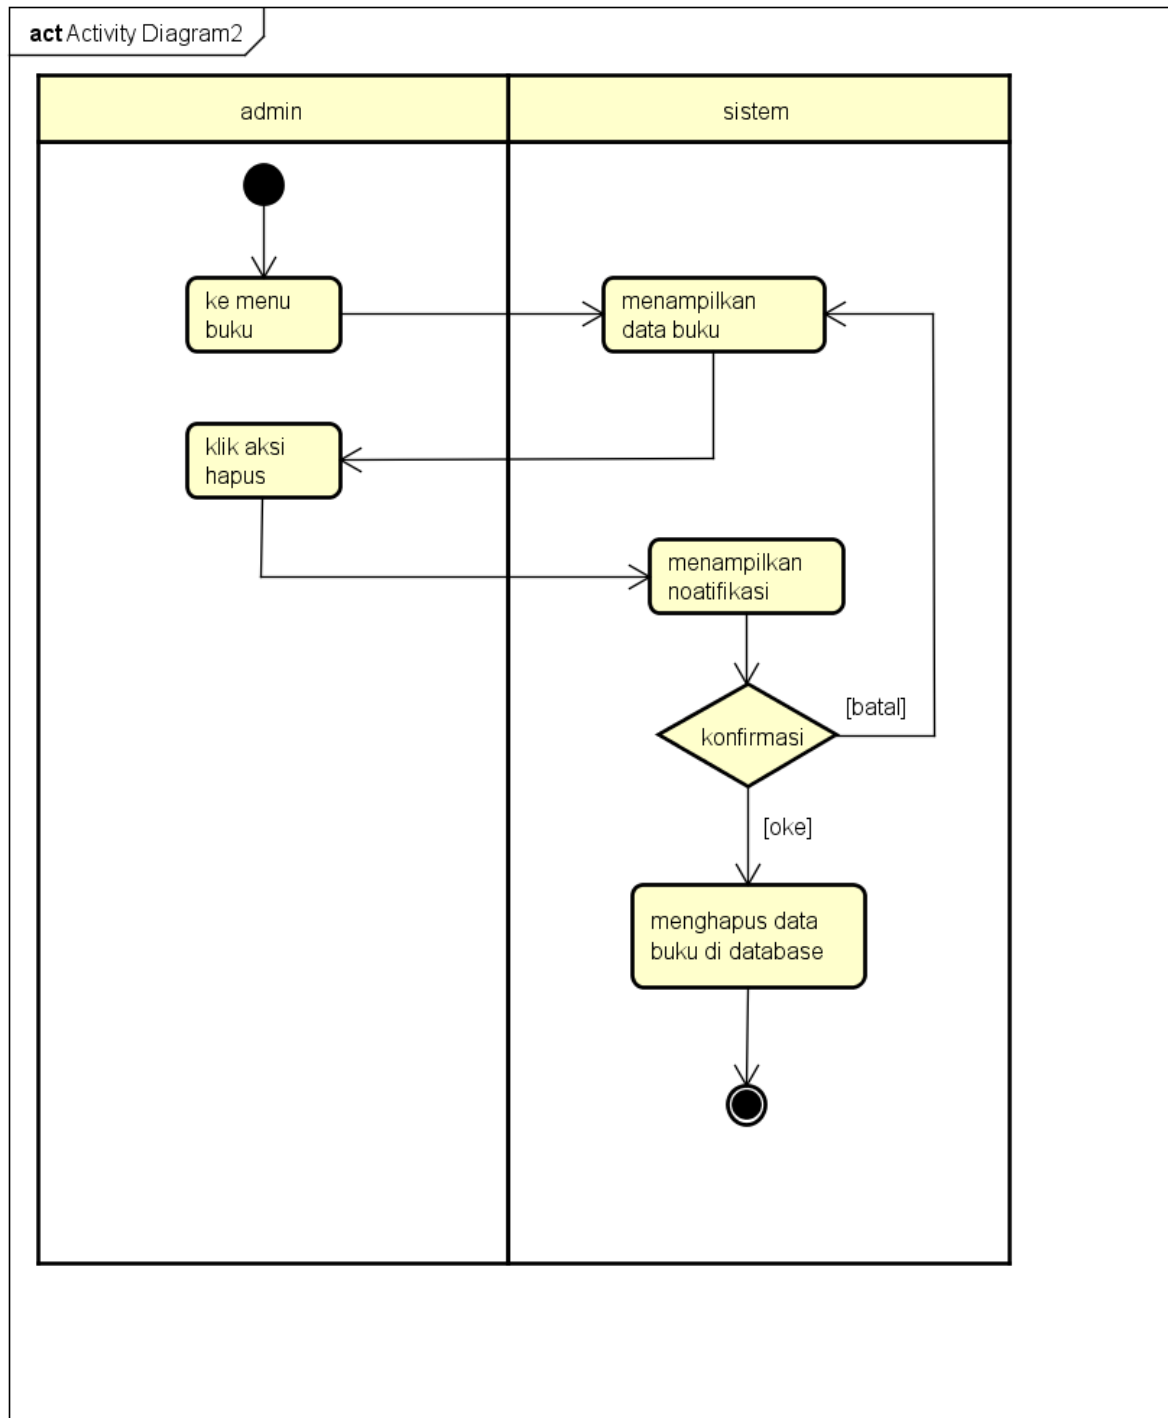 act Activity Diagram2
admin
sistem
ke menu
buku
menampilkan
data buku
klik aksi
hapus
menampilkan
noatifikasi
[batal]
konfirmasi
[oke]
menghapus data
buku di database